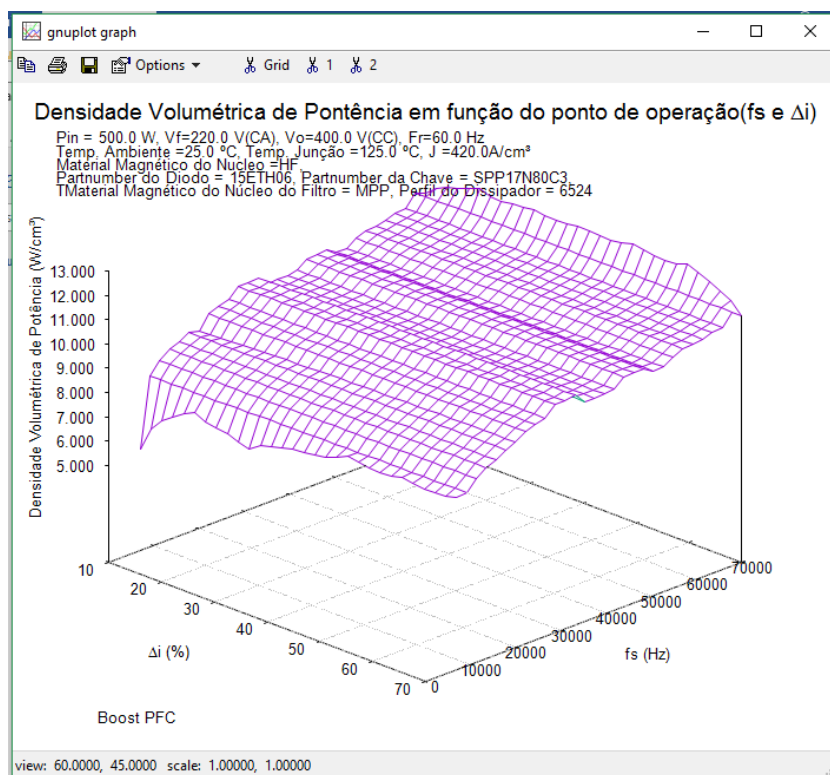 gnuplot graph
Options Grid 1 2
Densidade Volumétrica de Pontência em função do ponto de operação(fs e Δi)
Pin = 500.0 W, Vf=220.0 V(CA), Vo=400.0 V(CC), Fr=60.0 Hz
Temp. Ambiente =25.0 ºC, Temp. Junção =125.0 ºC, J =420.0A/cm³
Material Magnético do Nucleo =HF,
Partnumber do Diodo = 15ETH06, Partnumber da Chave = SPP17N80C3,
TMaterial Magnético do Núcleo do Filtro = MPP, Perfil do Dissipador = 6524
Densidade Volumétrica de Potência (W/cm³)
13.000
12.000
11.000
10.000
9.000
8.000
7.000
6.000
5.000
10
20
30
40
50
60
70
Δi (%)
0
10000
20000
30000
40000
50000
60000
70000
fs (Hz)
Boost PFC
view: 60.0000, 45.0000 scale: 1.00000, 1.00000